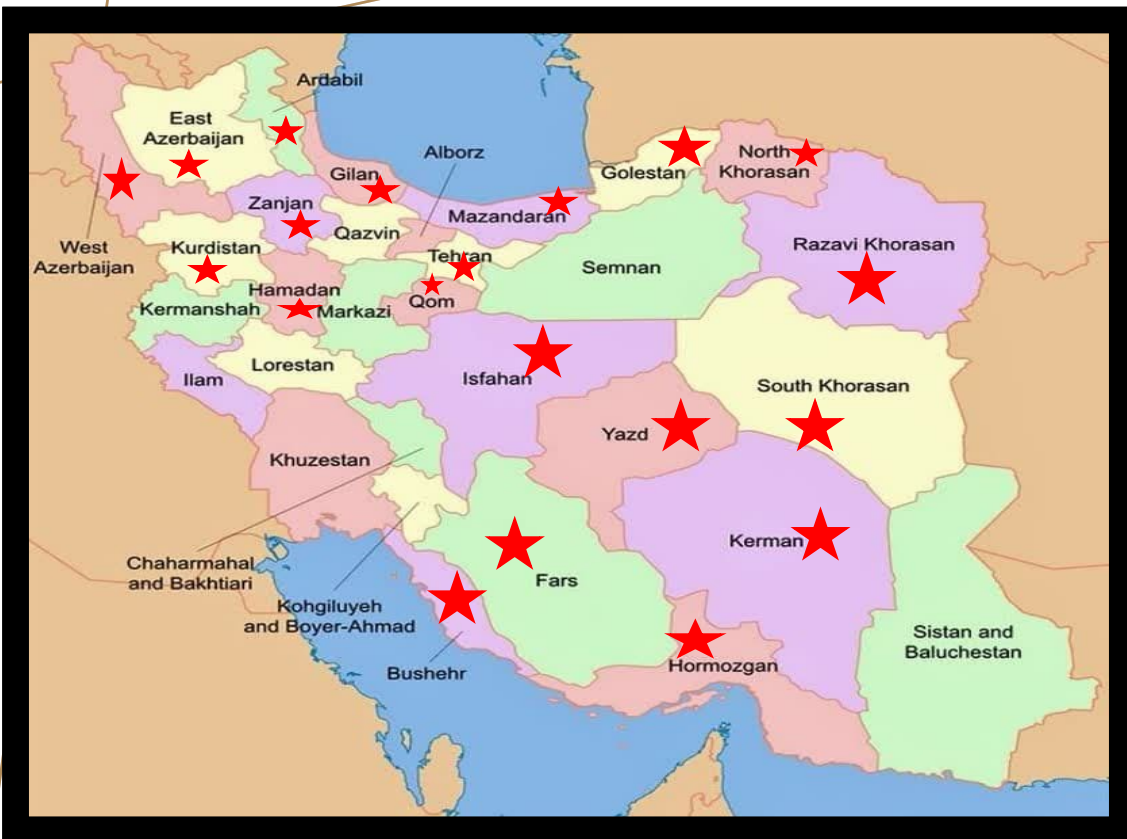 Ardabil
East
Azerbaijan
Alborz
Gilan
Golestan
North
Khorasan
Zanjan
Mazandaran
Qazvin
West
Azerbaijan
Kurdistan
Tehran
Semnan
Razavi Khorasan
Hamadan
Kermanshah
Markazi
Qom
Lorestan
Ilam
Isfahan
South Khorasan
Yazd
Khuzestan
Kerman
Chaharmahal
and Bakhtiari
Fars
Kohgiluyeh
and Boyer-Ahmad
Sistan and
Baluchestan
Bushehr
Hormozgan